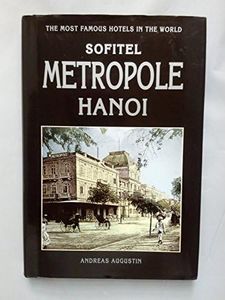 THE MOST FAMOUS HOTELS IN THE WORLD
SOFITEL
METROPOLE
HANOI
ANDREAS AUGUSTIN